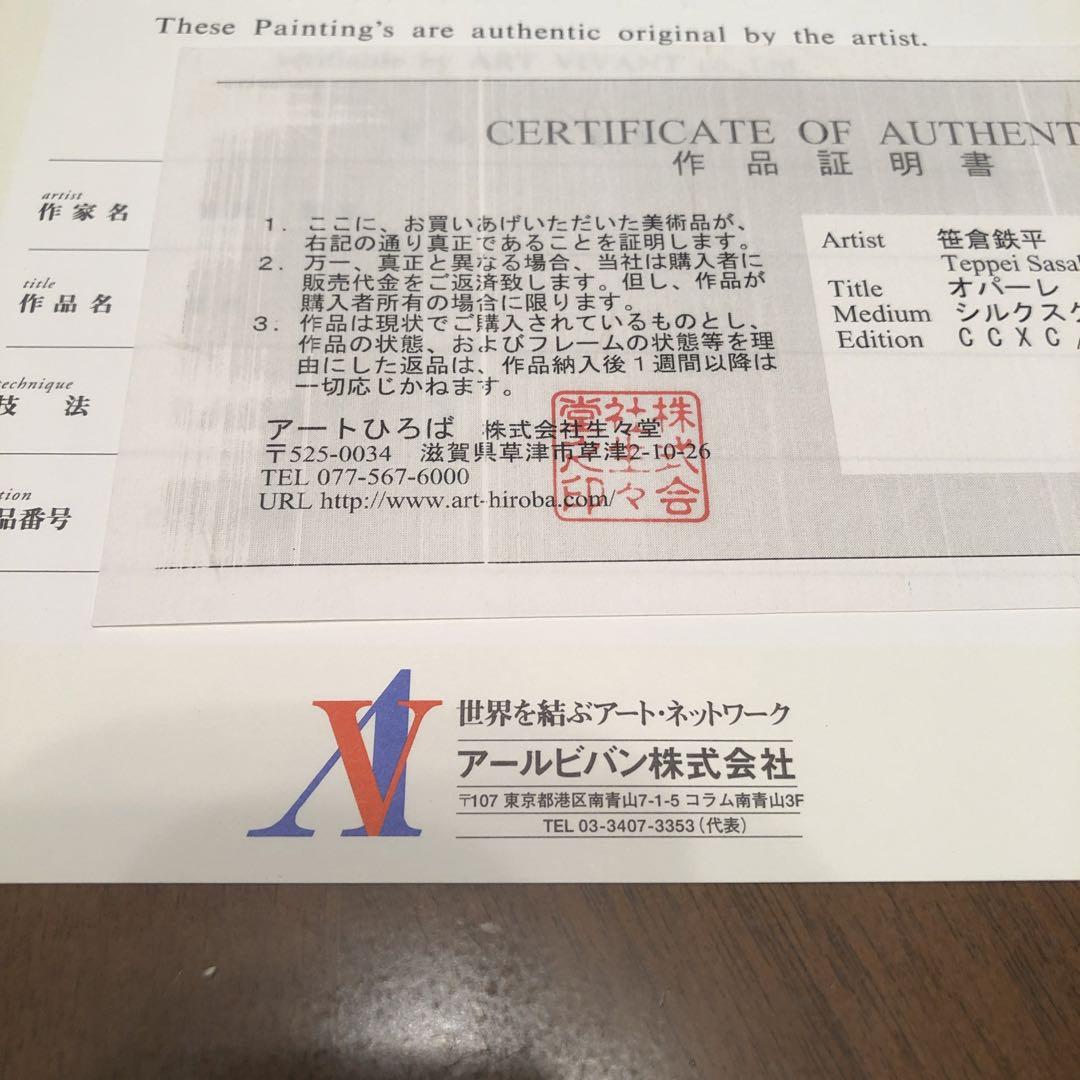 These Painting's are authentic original by the artist.
CERTIFICATE OF AUTHENT
作品証明書
artist
作家名
title
作品名
technique
技法
tion
品番号
1. ここに、お買いあげいただいた美術品が、
右記の通り真正であることを証明します。
2. 万一、真正と異なる場合、当社は購入者に
販売代金をご返済致します。但し、作品が
購入者所有の場合に限ります。
3. 作品は現状でご購入されているものとし、
作品の状態、およびフレームの状態等を理
由にした返品は、作品納入後1週間以降は
一切応じかねます。
アートひろば 株式会社生々堂
〒525-0034 滋賀県草津市草津2-10-26
TEL 077-567-6000
URL http://www.art-hiroba.com/
株式会
社生々
堂之印
Artist 笹倉鉄平
Teppei Sasa
Title オパーレ
Medium シルクスク
Edition CCXC
AV
世界を結ぶアート・ネットワーク
アールビバン株式会社
〒107 東京都港区南青山7-1-5 コラム南青山3F
TEL 03-3407-3353(代表)